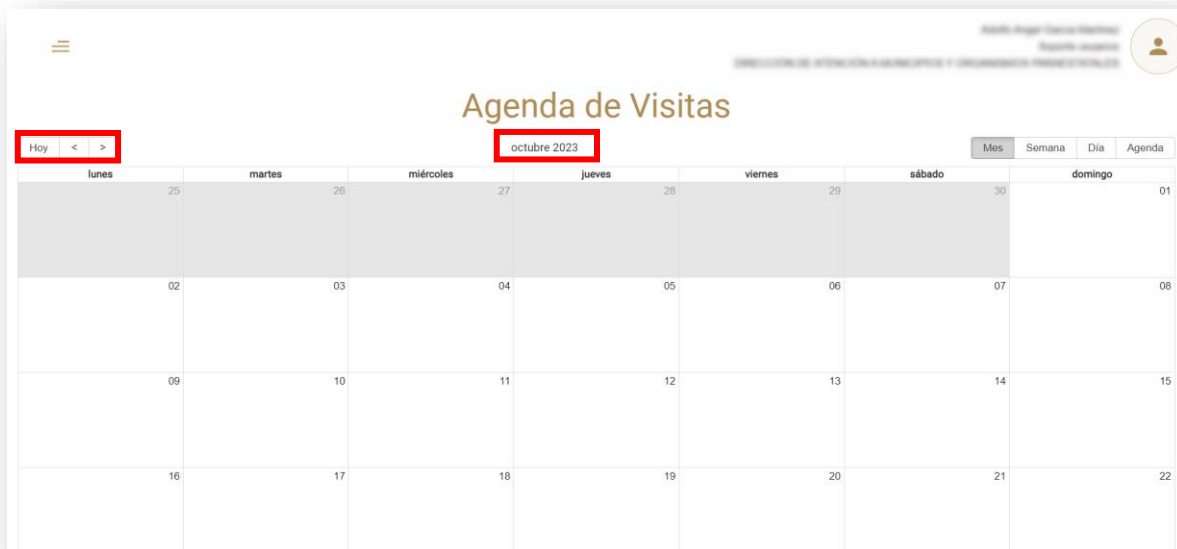 Agenda de Visitas
Hoy < > octubre 2023 Mes Semana Día Agenda
lunes martes miércoles jueves viernes sábado domingo
25 26 27 28 29 30 01
02 03 04 05 06 07 08
09 10 11 12 13 14 15
16 17 18 19 20 21 22